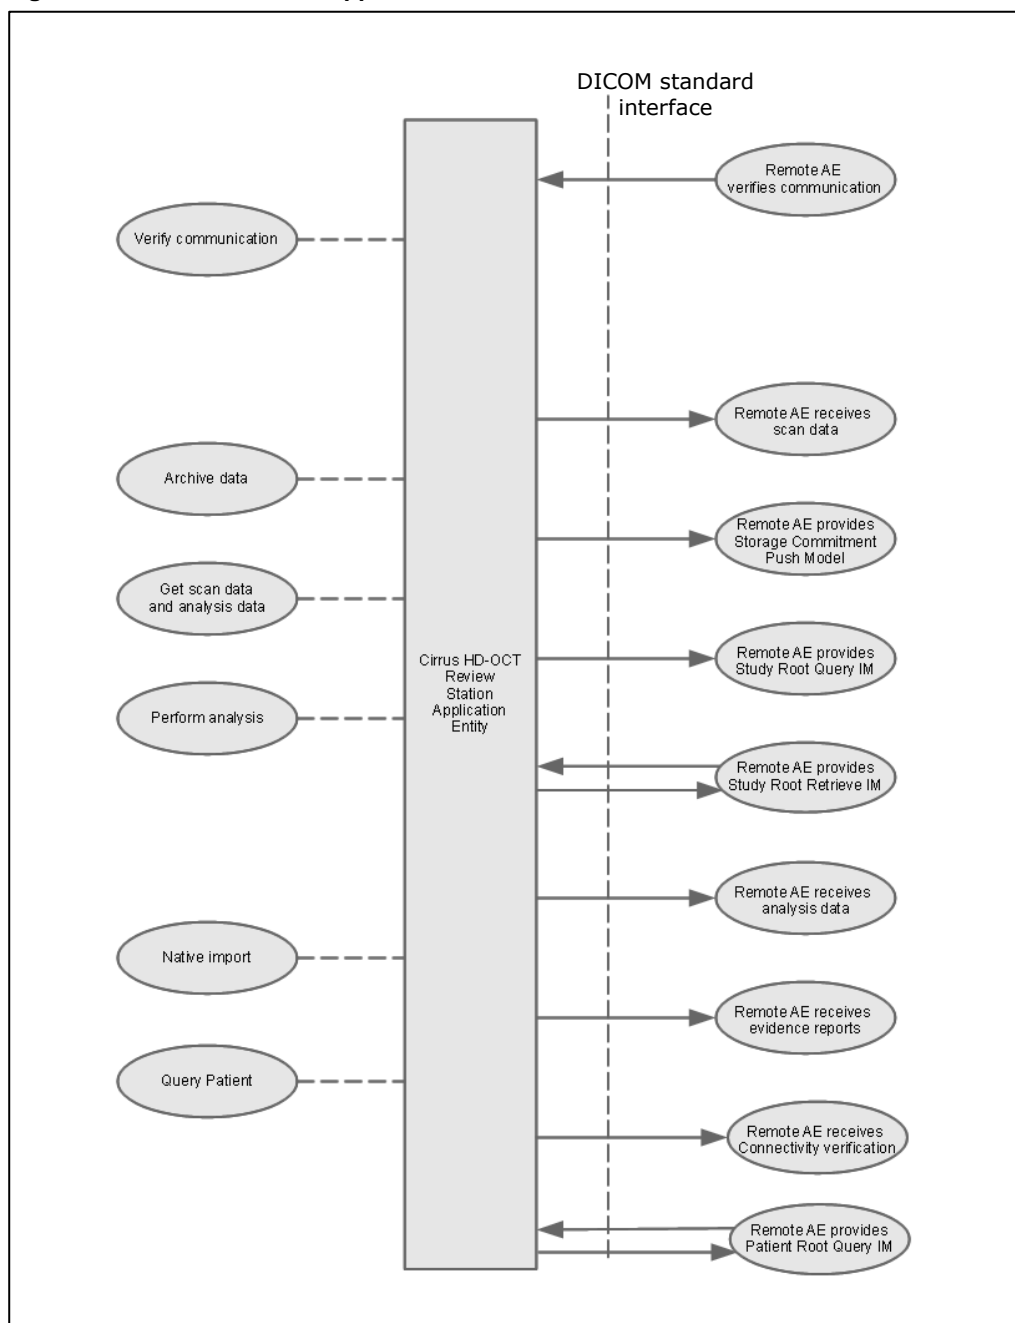 DICOM standard
interface
Remote AE
verifies communication
Verify communication
Remote AE receives
scan data
Archive data
Remote AE provides
Storage Commitment
Push Model
Get scan data
and analysis data
Cirrus HD-OCT
Review
Station
Application
Entity
Remote AE provides
Study Root Query IM
Perform analysis
Remote AE provides
Study Root Retrieve IM
Remote AE receives
analysis data
Native import
Remote AE receives
evidence reports
Query Patient
Remote AE receives
Connectivity verification
Remote AE provides
Patient Root Query IM